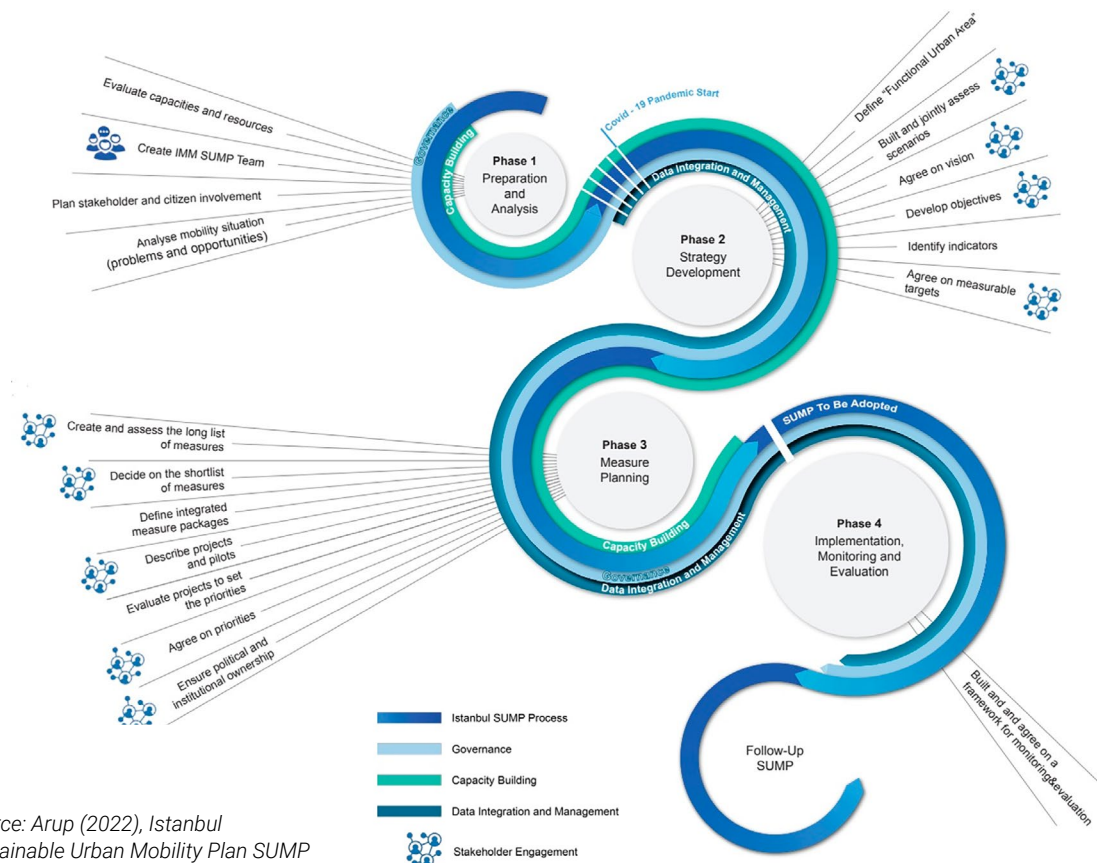 Evaluate capacities and resources
Create IMM SUMP Team
Plan stakeholder and citizen involvement
Analyse mobility situation
(problems and opportunities)
Governance
Capacity Building
Phase 1
Preparation
and
Analysis
Covid - 19 Pandemic Start
Data Integration and Management
Phase 2
Strategy
Development
Define "Functional Urban Area"
Built and jointly assess
scenarios
Agree on vision
Develop objectives
Identify indicators
Agree on measurable
targets
Create and assess the long list
of measures
Decide on the shortlist
of measures
Define integrated
measure packages
Describe projects
and pilots
Evaluate projects to set
the priorities
Agree on priorities
Ensure political and
institutional ownership
Phase 3
Measure
Planning
Capacity Building
Governance
Data Integration and Management
SUMP To Be Adopted
Phase 4
Implementation,
Monitoring and
Evaluation
Built and and agree on a
framework for monitoring&evaluation
Follow-Up
SUMP
Istanbul SUMP Process
Governance
Capacity Building
Data Integration and Management
Stakeholder Engagement
rce: Arup (2022), Istanbul
ainable Urban Mobility Plan SUMP